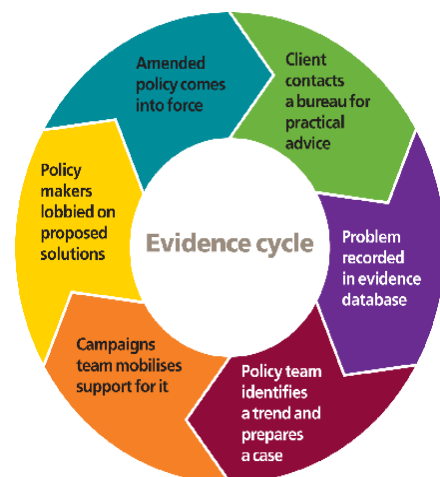 Amended
policy comes
into force
Client
contacts
a bureau for
practical
advice
Policy
makers
lobbied on
proposed
solutions
Evidence cycle
Problem
recorded
in evidence
database
Campaigns
team mobilises
support for it
Policy team
identifies
a trend and
prepares
a case